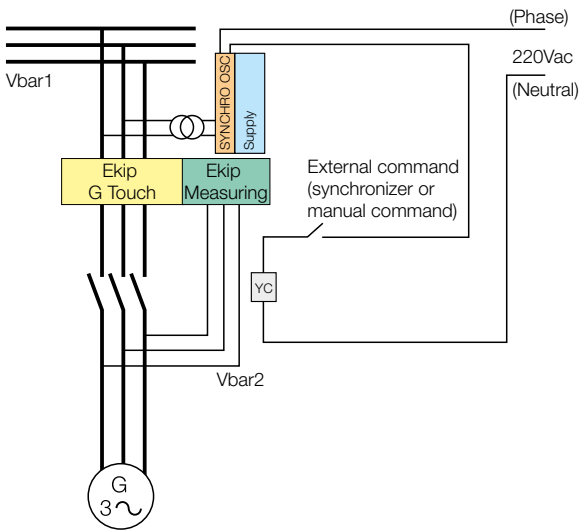 (Phase)
220Vac
(Neutral)
Vbar1
SYNCHRO OSC
Supply
Ekip
G Touch
Ekip
Measuring
External command
(synchronizer or
manual command)
YC
Vbar2
G
3